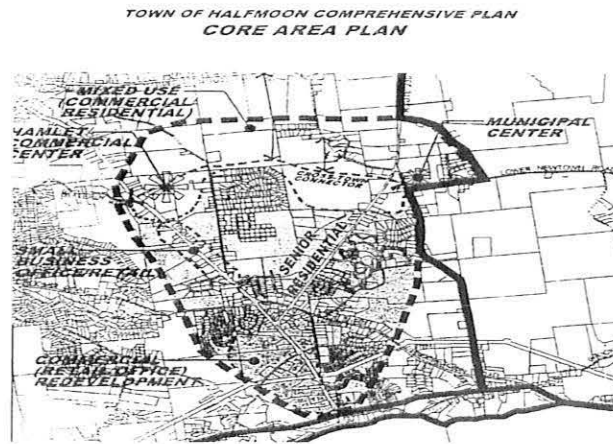 TOWN OF HALFMOON COMPREHENSIVE PLAN
CORE AREA PLAN
MIXED USE
(COMMERCIAL/
RESIDENTIAL)
HAMLET/
COMMERCIAL
CENTER
MUNICIPAL
CENTER
TOWN
CONNECTOR
LOWER NEWTOWN ROAD
SENIOR
RESIDENTIAL
SMALL
BUSINESS
OFFICE/RETAIL
COMMERCIAL
(RETAIL/OFFICE)
REDEVELOPMENT